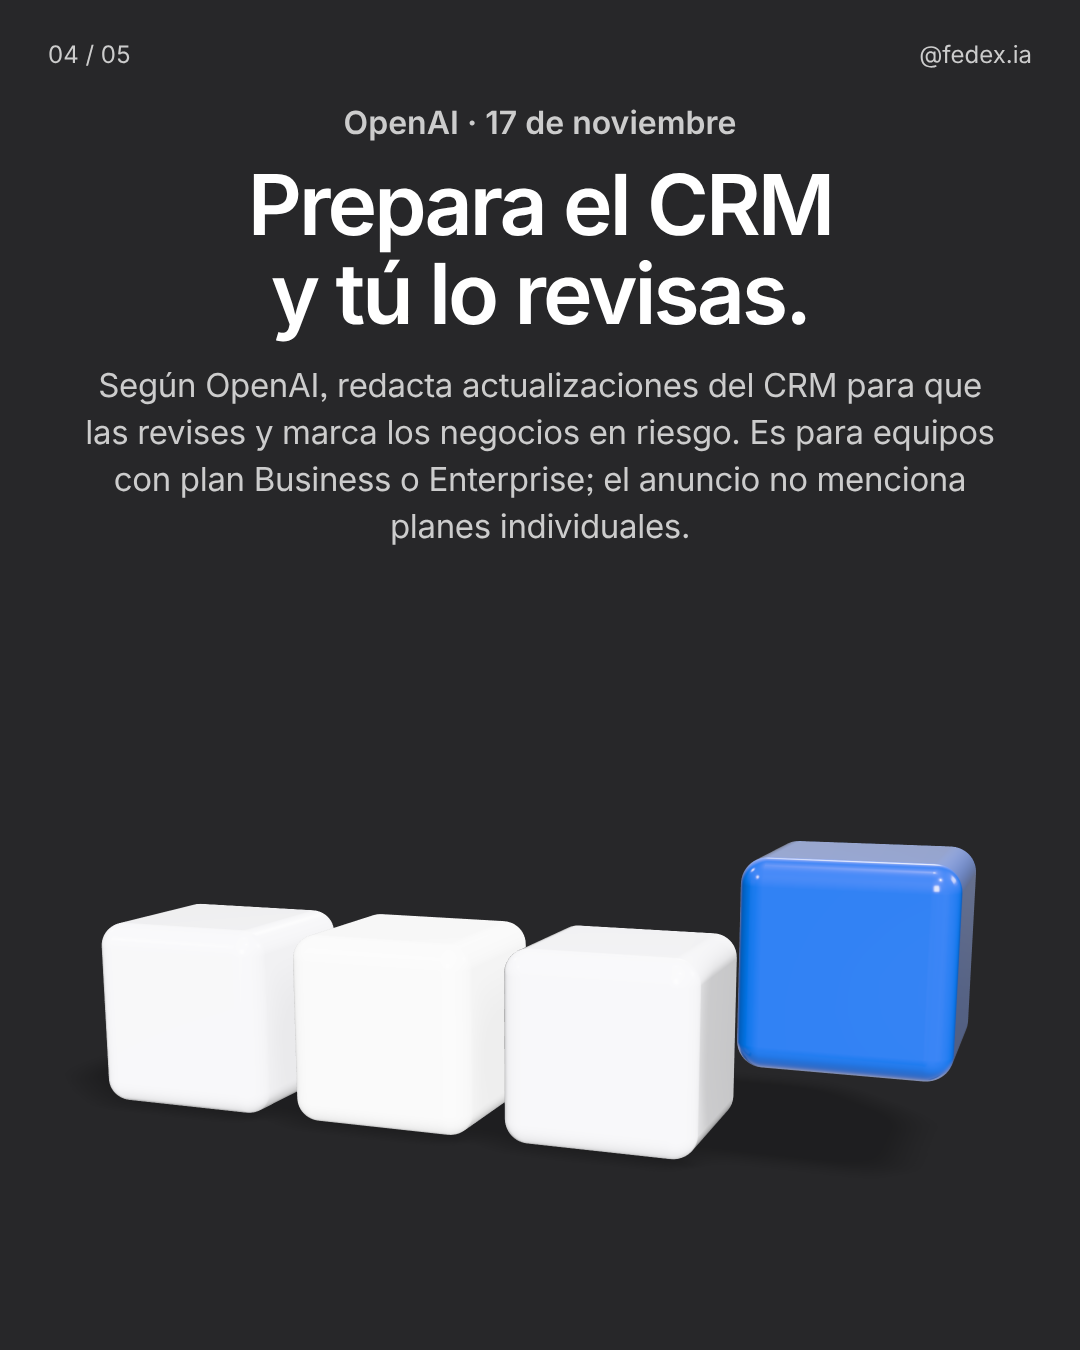 04 / 05
@fedex.ia
OpenAI · 17 de noviembre
Prepara el CRM
y tú lo revisas.
Según OpenAI, redacta actualizaciones del CRM para que
las revises y marca los negocios en riesgo. Es para equipos
con plan Business o Enterprise; el anuncio no menciona
planes individuales.